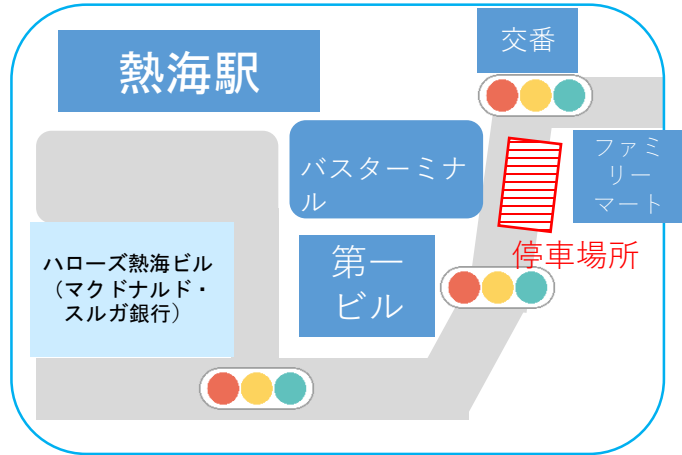 交番
熱海駅
バスターミナ
ル
ファミ
リー
マート
停車場所
第一
ビル
ハローズ熱海ビル
（マクドナルド・
スルガ銀行）